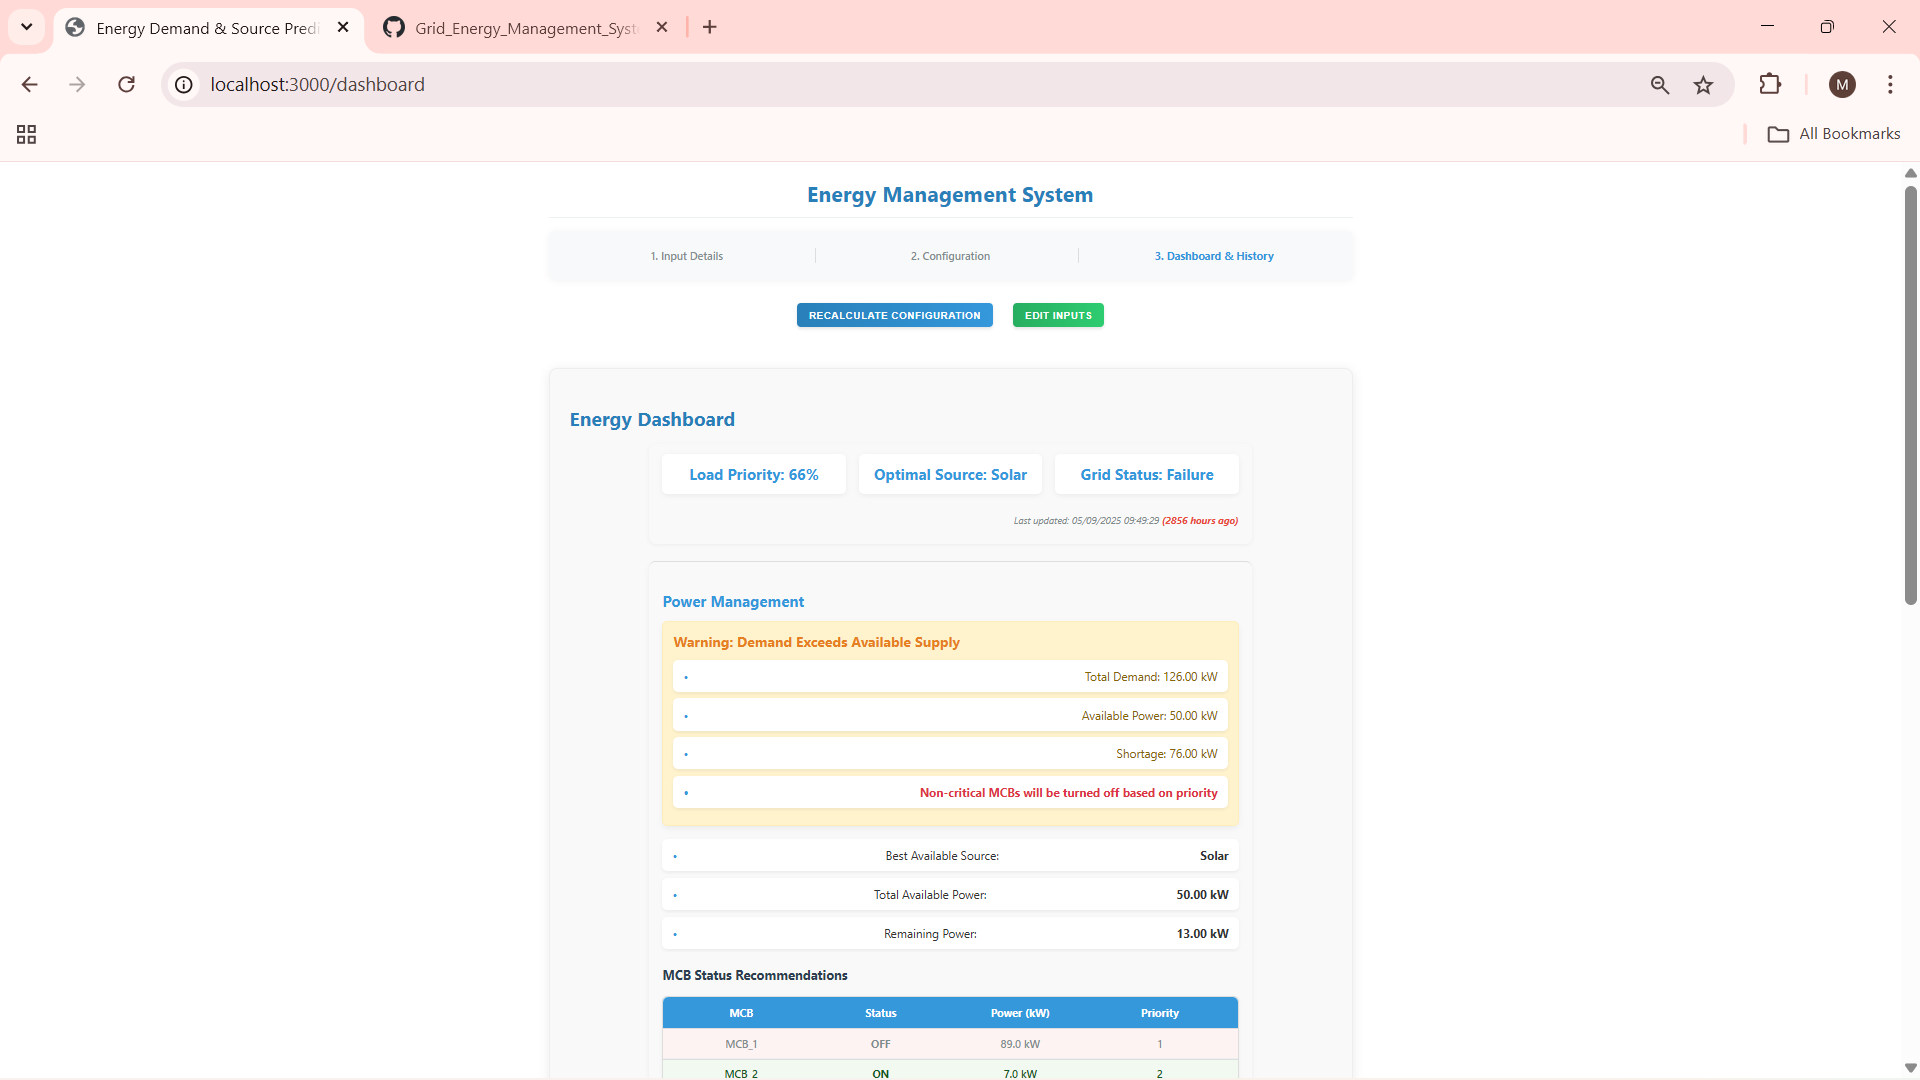 Energy Demand & Source Predi
Grid_Energy_Management_Syst
localhost:3000/dashboard
M
All Bookmarks
Energy Management System
1. Input Details
2. Configuration
3. Dashboard & History
RECALCULATE CONFIGURATION
EDIT INPUTS
Energy Dashboard
Load Priority: 66%
Optimal Source: Solar
Grid Status: Failure
Last updated: 05/09/2025 09:49:29 (2856 hours ago)
Power Management
Warning: Demand Exceeds Available Supply
• Total Demand: 126.00 kW
• Available Power: 50.00 kW
• Shortage: 76.00 kW
• Non-critical MCBs will be turned off based on priority
• Best Available Source: Solar
• Total Available Power: 50.00 kW
• Remaining Power: 13.00 kW
MCB Status Recommendations
MCB Status Power (kW) Priority
MCB_1 OFF 89.0 kW 1
MCB_2 ON 7.0 kW 2